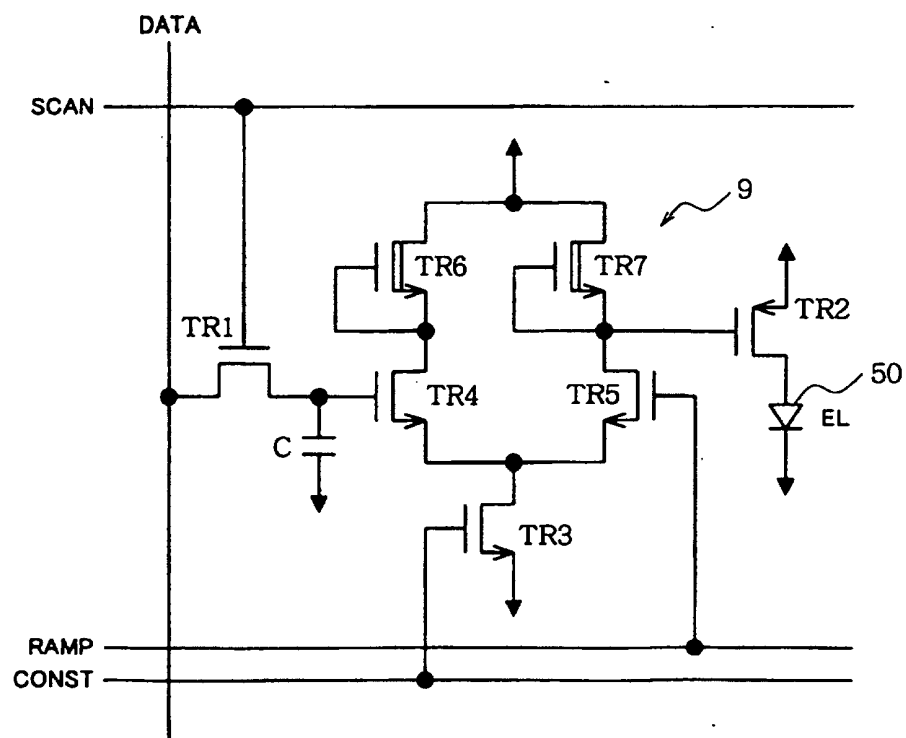 DATA
SCAN
9
TR6
TR7
TR2
TR1
50
TR4
TR5
EL
C
TR3
RAMP
CONST